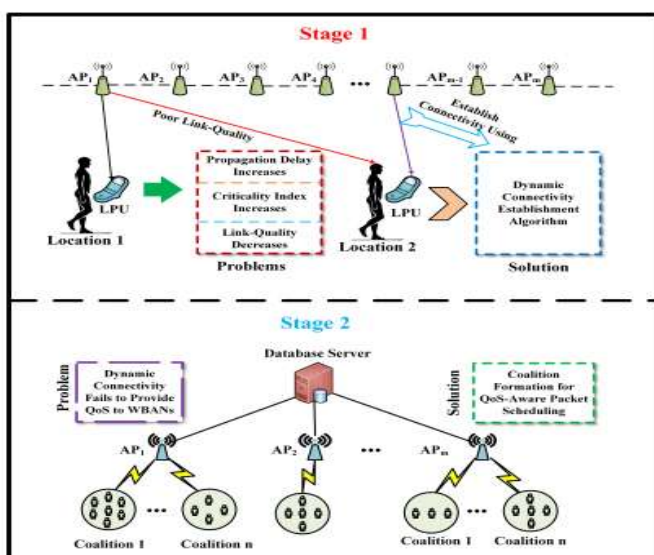 Stage 1
AP1 AP2 AP3 AP4 ••• APm-1 APm
Poor Link-Quality
Establish
Connectivity Using
Propagation Delay
Increases
Criticality Index
Increases
Link-Quality
Decreases
Problems
LPU
Location 1
LPU
Location 2
Dynamic
Connectivity
Establishment
Algorithm
Solution
Stage 2
Database Server
Problem
Dynamic
Connectivity
Fails to Provide
QoS to WBANs
Solution
Coalition
Formation for
QoS-Aware Packet
Scheduling
AP1 AP2 ••• APm
••• •••
Coalition 1 Coalition n Coalition 1 Coalition n